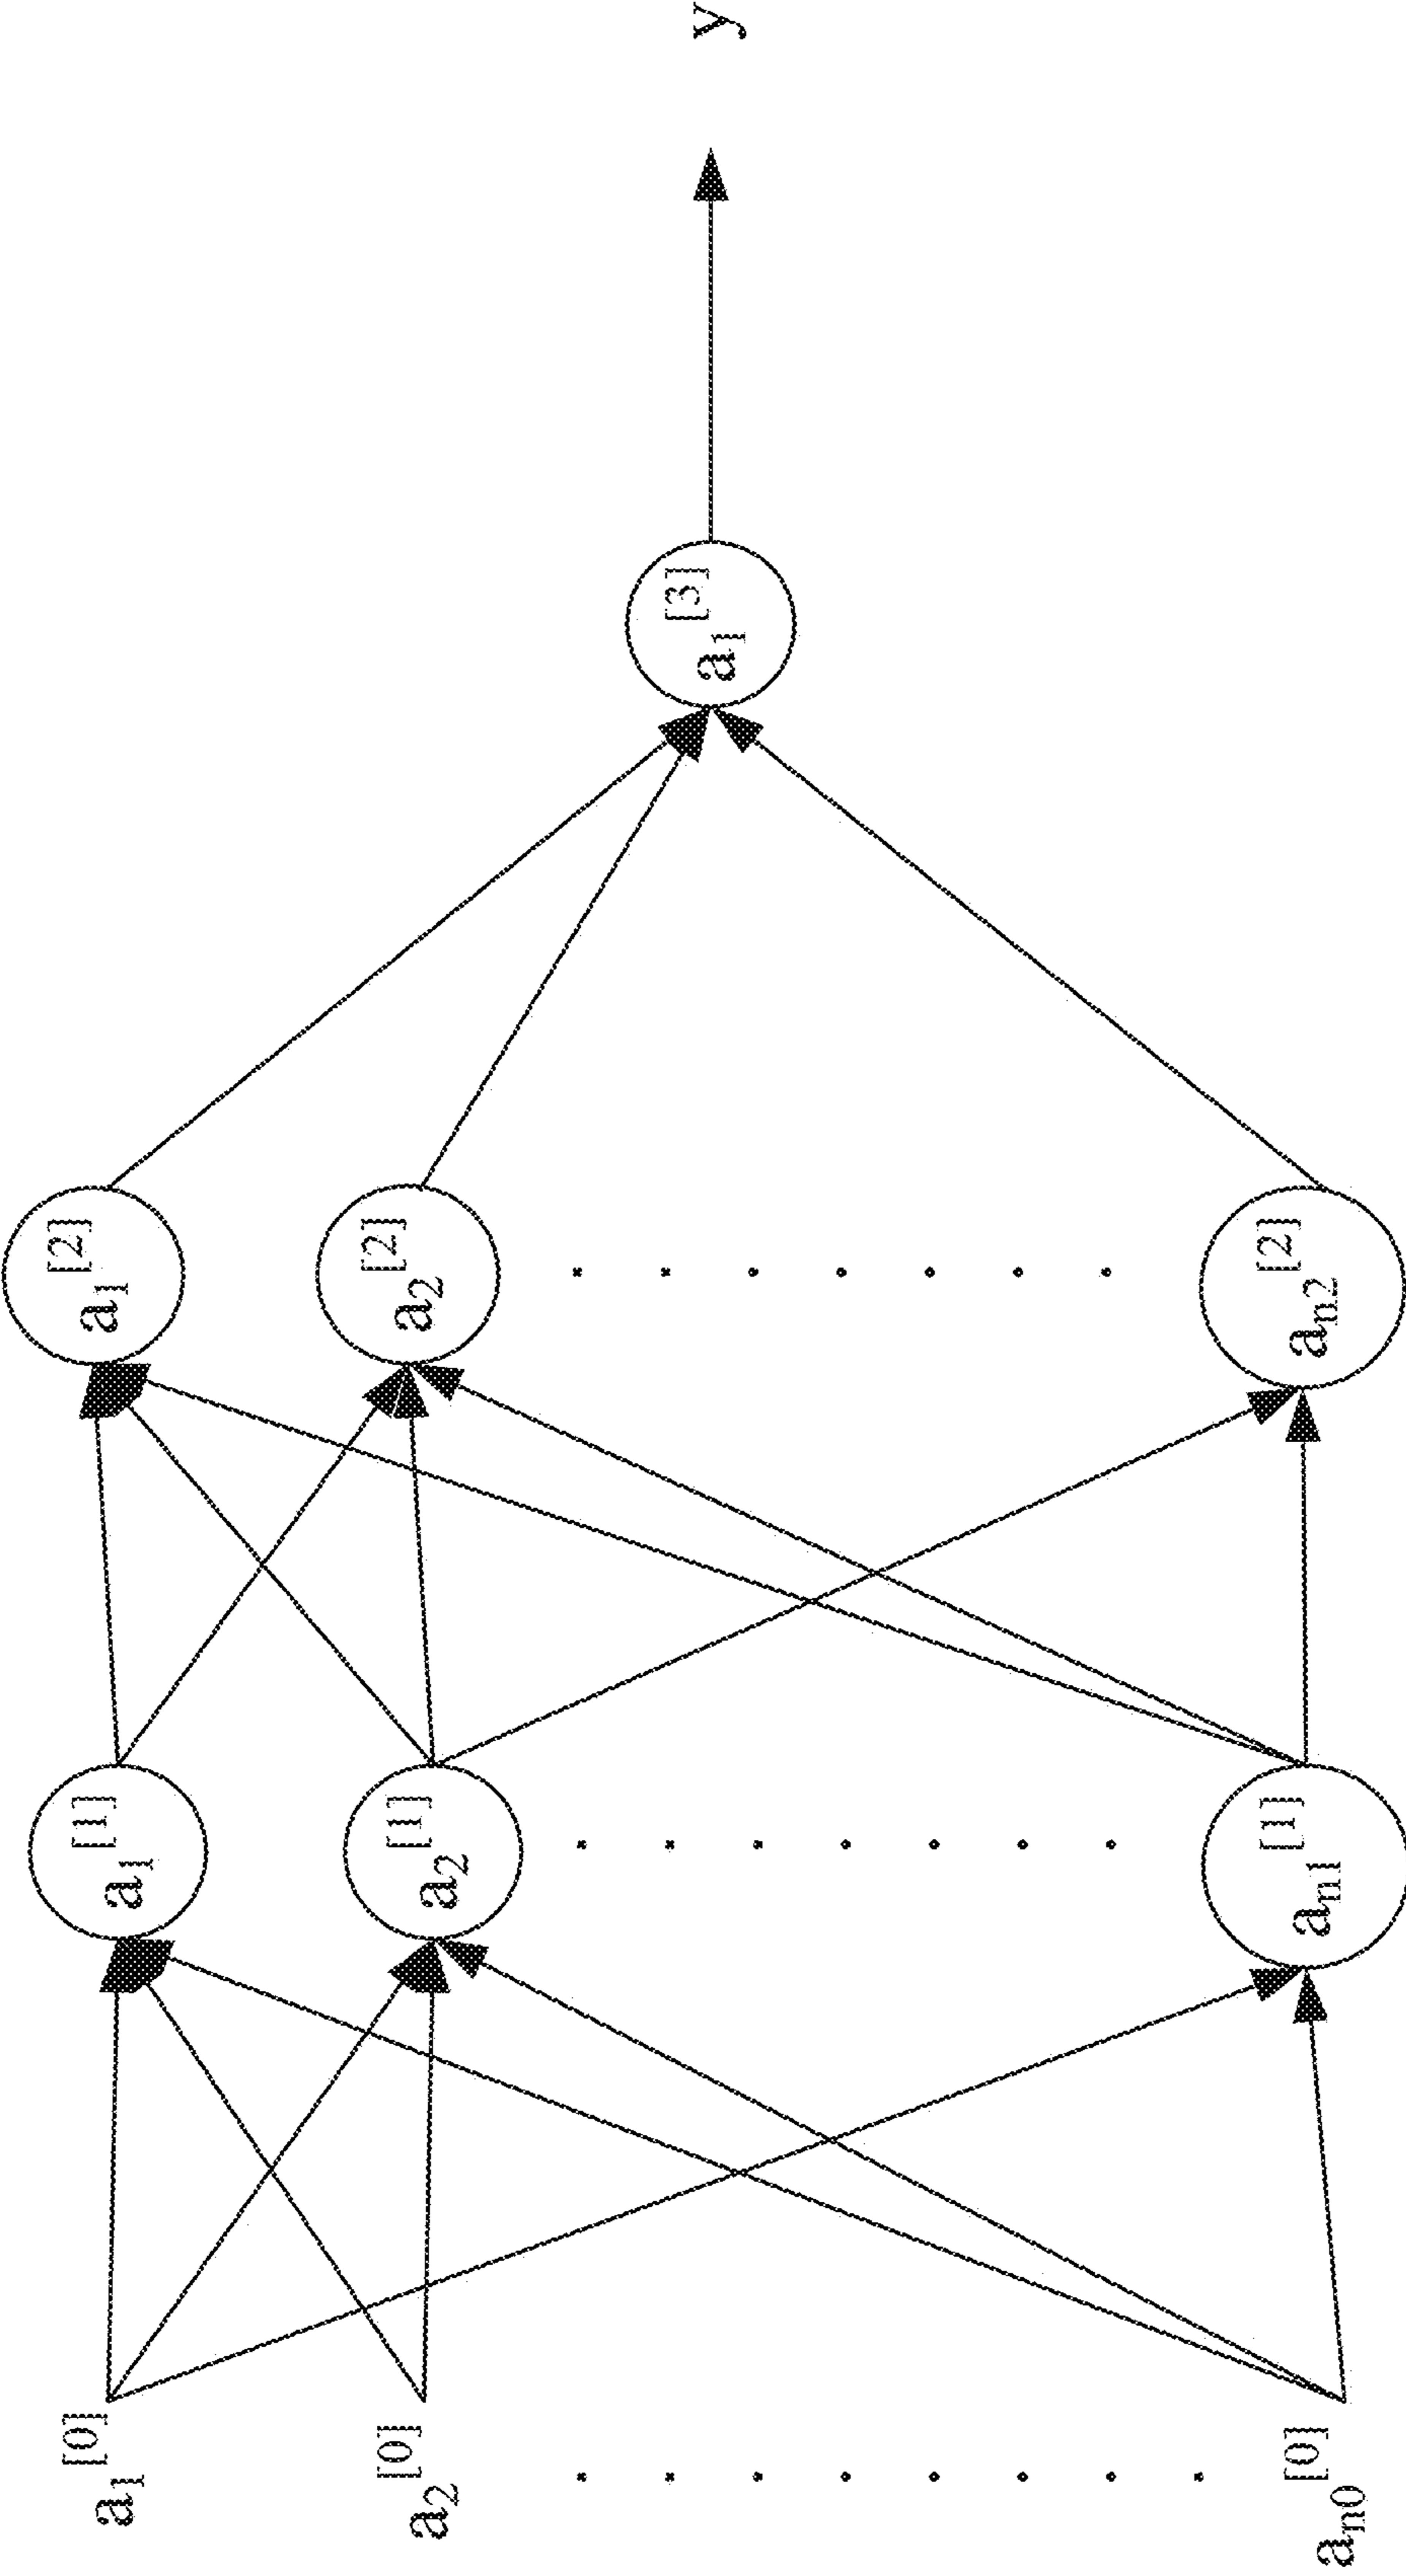 a₁[0]
a₂[0]
aₙ₀[0]
a₁[1]
a₂[1]
aₙ₁[1]
a₁[2]
a₂[2]
aₙ₂[2]
a₁[3]
y